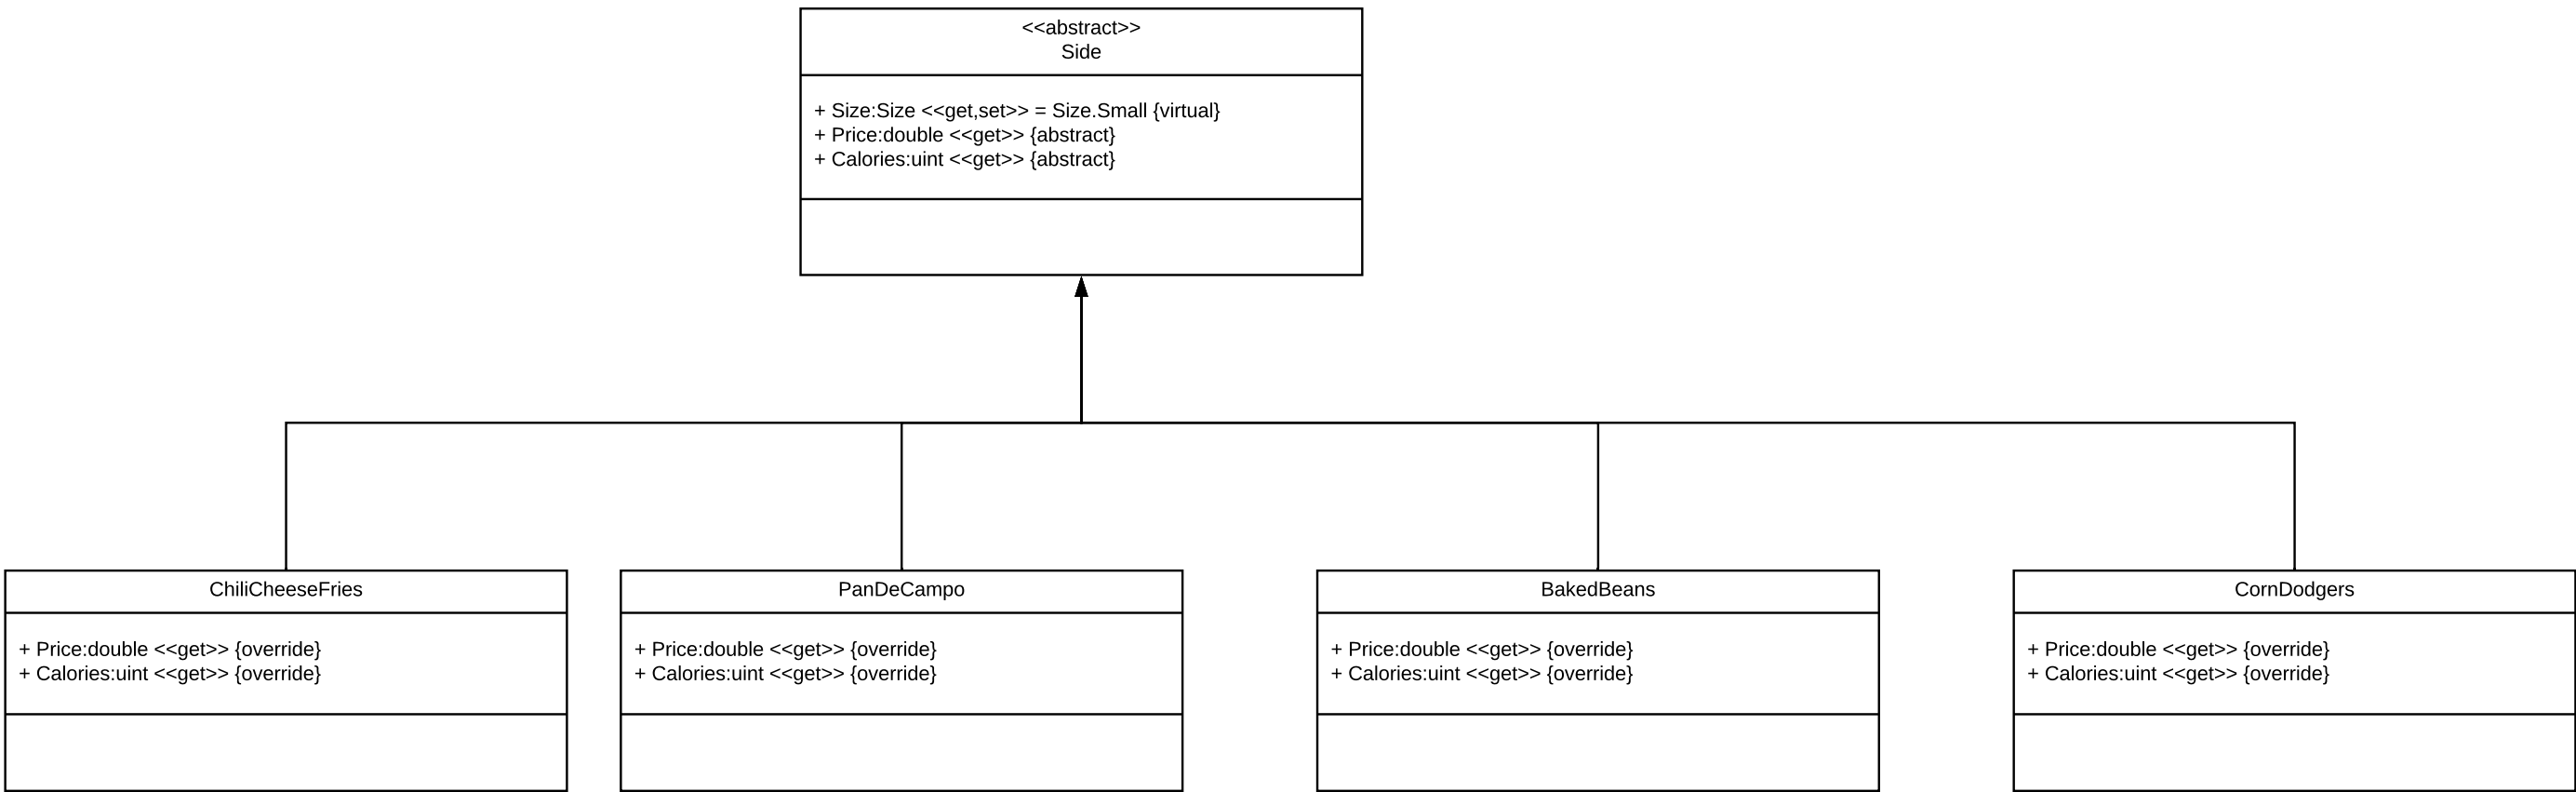 <<abstract>>
Side
+ Size:Size <<get,set>> = Size.Small {virtual}
+ Price:double <<get>> {abstract}
+ Calories:uint <<get>> {abstract}
ChiliCheeseFries
+ Price:double <<get>> {override}
+ Calories:uint <<get>> {override}
PanDeCampo
+ Price:double <<get>> {override}
+ Calories:uint <<get>> {override}
BakedBeans
+ Price:double <<get>> {override}
+ Calories:uint <<get>> {override}
CornDodgers
+ Price:double <<get>> {override}
+ Calories:uint <<get>> {override}